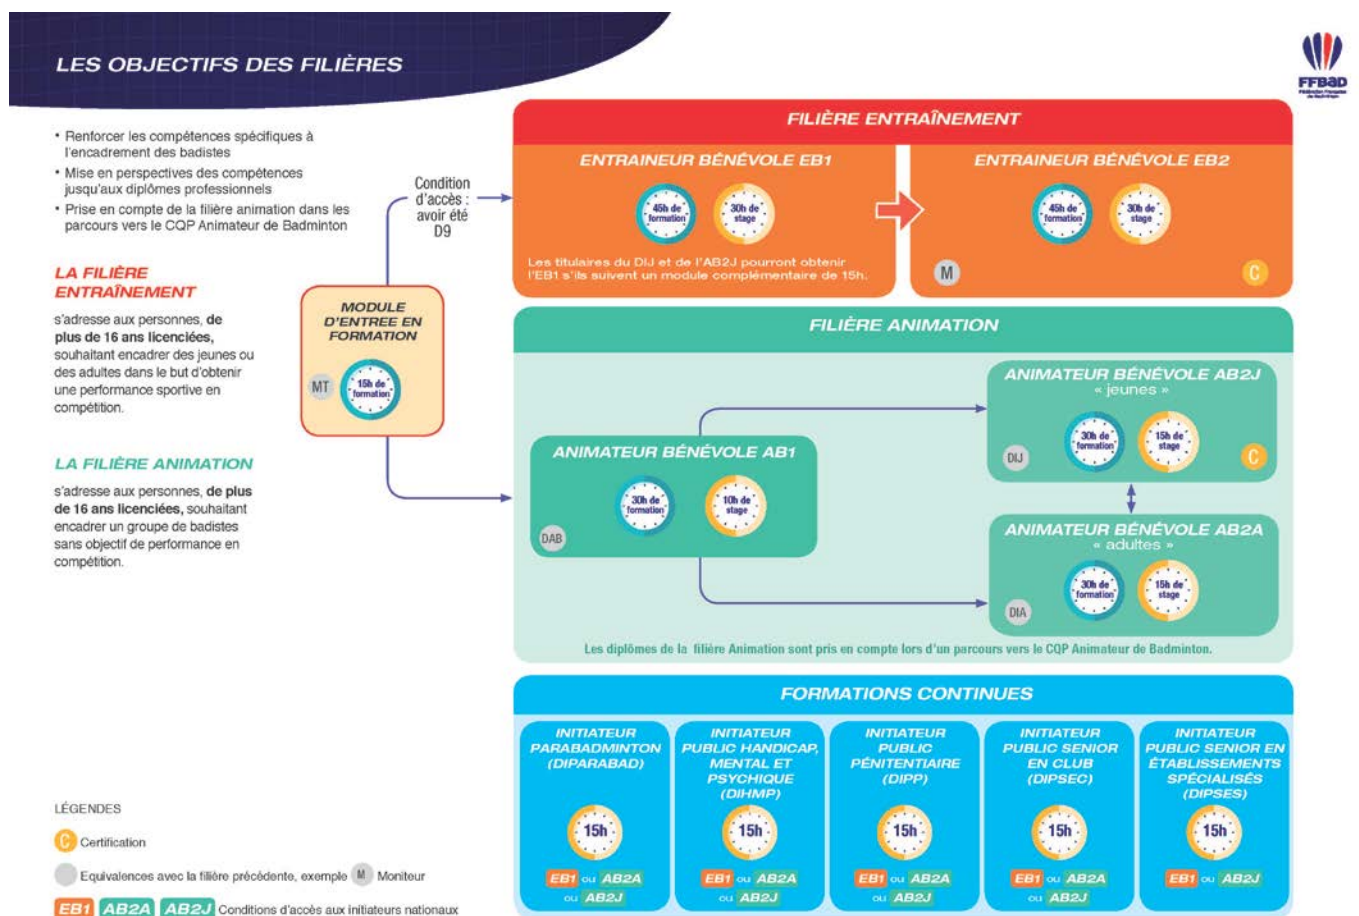 LES OBJECTIFS DES FILIÈRES
FFBaD
Fédération Française
de Badminton
• Renforcer les compétences spécifiques à
l'encadrement des badistes
• Mise en perspectives des compétences
jusqu'aux diplômes professionnels
• Prise en compte de la filière animation dans les
parcours vers le CQP Animateur de Badminton
LA FILIÈRE
ENTRAÎNEMENT
s'adresse aux personnes, de
plus de 16 ans licenciées,
souhaitant encadrer des jeunes ou
des adultes dans le but d'obtenir
une performance sportive en
compétition.
LA FILIÈRE ANIMATION
s'adresse aux personnes, de plus
de 16 ans licenciées, souhaitant
encadrer un groupe de badistes
sans objectif de performance en
compétition.
MODULE
D'ENTREE EN
FORMATION
MT
15h de
formation
Condition
d'accès :
avoir été
D9
FILIÈRE ENTRAÎNEMENT
ENTRAINEUR BÉNÉVOLE EB1
45h de
formation
30h de
stage
Les titulaires du DIJ et de l'AB2J pourront obtenir
l'EB1 s'ils suivent un module complémentaire de 15h.
ENTRAINEUR BÉNÉVOLE EB2
45h de
formation
30h de
stage
M
C
FILIÈRE ANIMATION
ANIMATEUR BÉNÉVOLE AB1
30h de
formation
10h de
stage
DAB
ANIMATEUR BÉNÉVOLE AB2J
« jeunes »
30h de
formation
15h de
stage
DIJ
C
ANIMATEUR BÉNÉVOLE AB2A
« adultes »
30h de
formation
15h de
stage
DIA
Les diplômes de la filière Animation sont pris en compte lors d'un parcours vers le CQP Animateur de Badminton.
FORMATIONS CONTINUES
INITIATEUR
PARABADMINTON
(DIPARABAD)
15h
EB1 ou AB2A
ou AB2J
INITIATEUR
PUBLIC HANDICAP,
MENTAL ET
PSYCHIQUE
(DIHMP)
15h
EB1 ou AB2A
ou AB2J
INITIATEUR
PUBLIC
PÉNITENTIAIRE
(DIPP)
15h
EB1 ou AB2A
ou AB2J
INITIATEUR
PUBLIC SENIOR
EN CLUB
(DIPSEC)
15h
EB1 ou AB2A
ou AB2J
INITIATEUR
PUBLIC SENIOR EN
ÉTABLISSEMENTS
SPÉCIALISÉS
(DIPSES)
15h
EB1 ou AB2J
LÉGENDES
C Certification
Equivalences avec la filière précédente, exemple M Moniteur
EB1 AB2A AB2J Conditions d'accès aux initiateurs nationaux